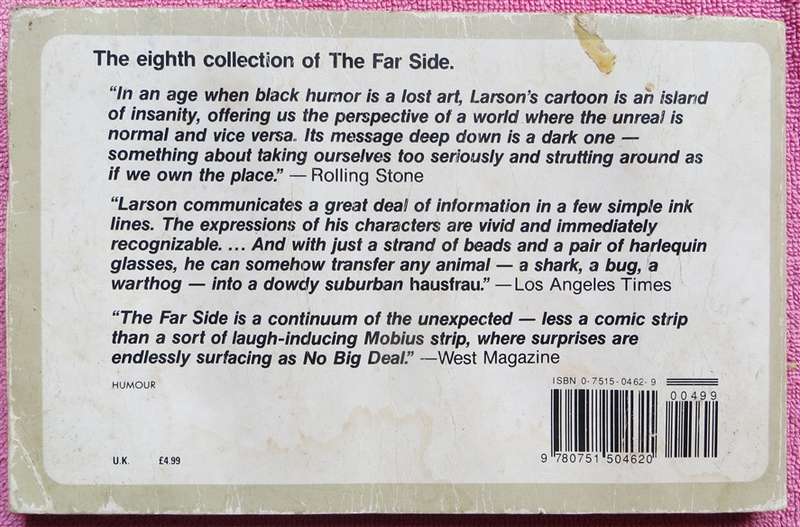 The eighth collection of The Far Side.
“In an age when black humor is a lost art, Larson's cartoon is an island
of insanity, offering us the perspective of a world where the unreal is
normal and vice versa. Its message deep down is a dark one —
something about taking ourselves too seriously and strutting around as
if we own the place.” — Rolling Stone
“Larson communicates a great deal of information in a few simple ink
lines. The expressions of his characters are vivid and immediately
recognizable. ... And with just a strand of beads and a pair of harlequin
glasses, he can somehow transfer any animal — a shark, a bug, a
warthog — into a dowdy suburban hausfrau.” — Los Angeles Times
“The Far Side is a continuum of the unexpected — less a comic strip
than a sort of laugh-inducing Mobius strip, where surprises are
endlessly surfacing as No Big Deal.” —West Magazine
HUMOUR
ISBN 0-7515-0462-9
00499
9 780751 504620
U.K. £4.99